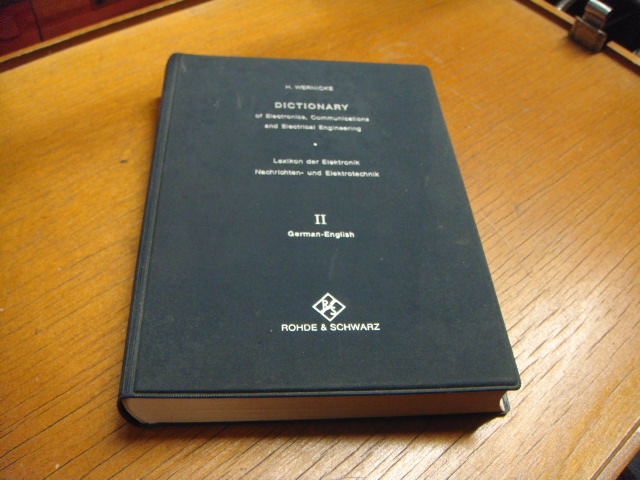 H. WERNICKE
DICTIONARY
of Electronics, Communications
and Electrical Engineering
Lexikon der Elektronik
Nachrichten- und Elektrotechnik
II
German-English
R&S
ROHDE & SCHWARZ